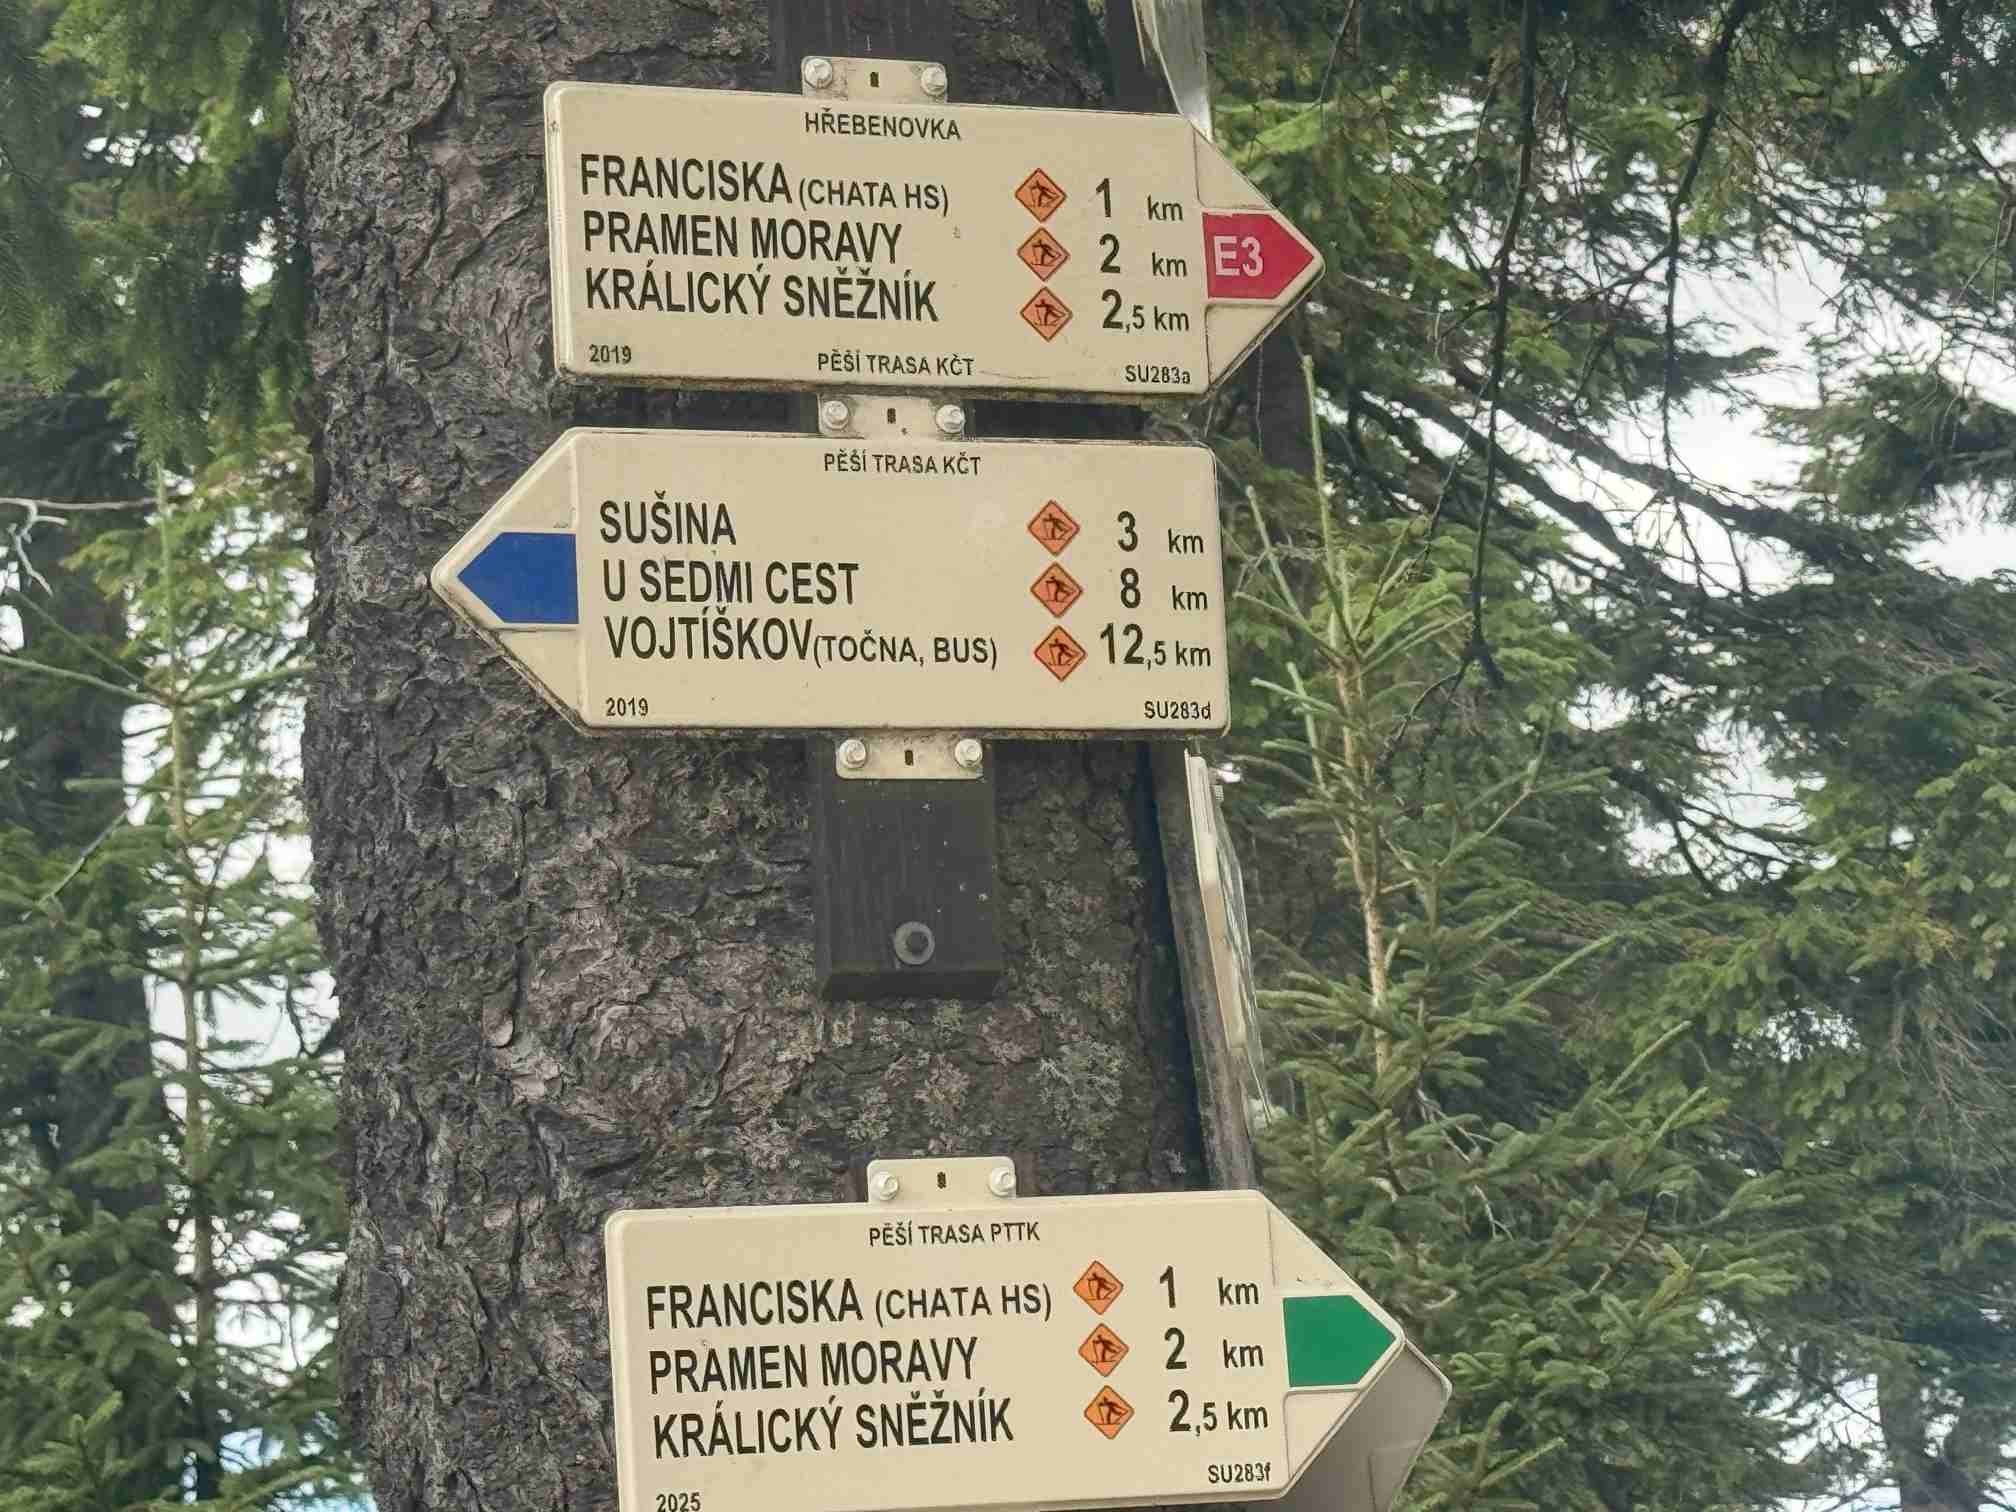 HŘEBENOVKA
FRANCISKA (CHATA HS) 1 km
PRAMEN MORAVY 2 km
KRÁLICKÝ SNĚŽNÍK 2,5 km
E3
2019 PĚŠÍ TRASA KČT SU283a
PĚŠÍ TRASA KČT
SUŠINA 3 km
U SEDMI CEST 8 km
VOJTÍŠKOV (TOČNA, BUS) 12,5 km
2019 SU283d
PĚŠÍ TRASA PTTK
FRANCISKA (CHATA HS) 1 km
PRAMEN MORAVY 2 km
KRÁLICKÝ SNĚŽNÍK 2,5 km
2025 SU283f